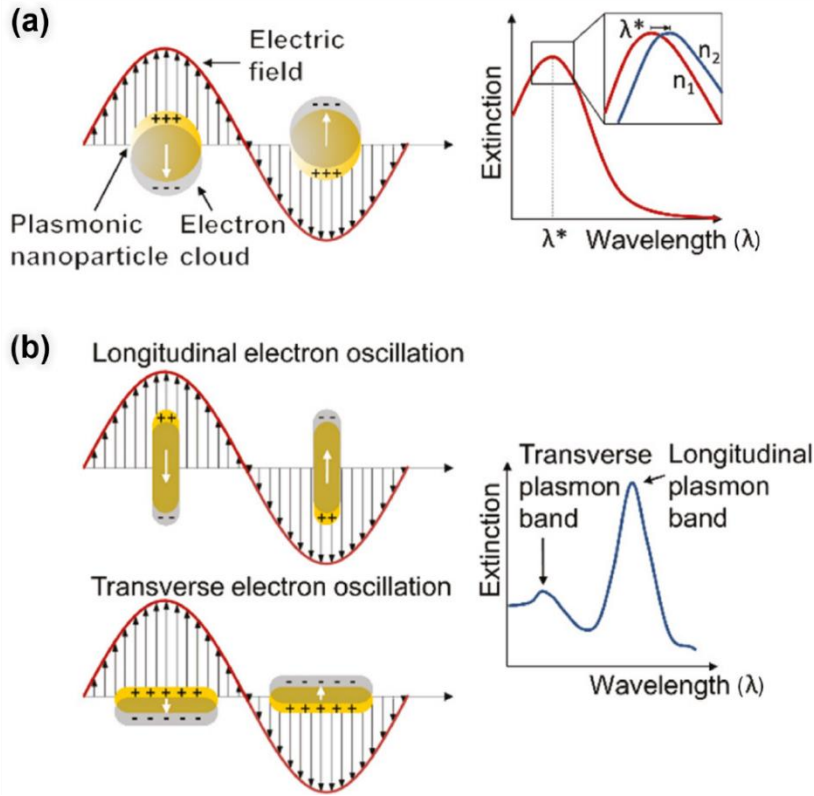 (a)
Electric
field
+++
- - -
- - -
+++
Plasmonic
nanoparticle
Electron
cloud
Extinction
λ*
n₂
n₁
λ*
Wavelength (λ)
(b)
Longitudinal electron oscillation
++
- -
- -
++
Transverse electron oscillation
+ + + + +
- - - - -
- - - - -
+ + + + +
Transverse
plasmon
band
Longitudinal
plasmon
band
Extinction
Wavelength (λ)